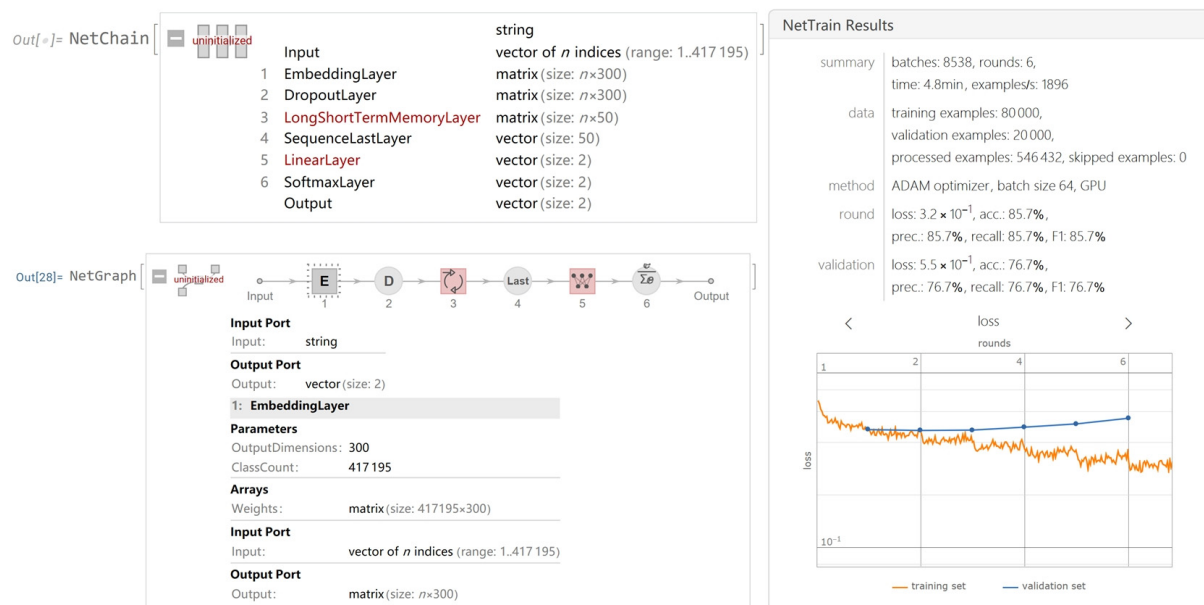 Out[ ]= NetChain
uninitialized
string
Input vector of n indices (range: 1..417 195)
1 EmbeddingLayer matrix (size: n×300)
2 DropoutLayer matrix (size: n×300)
3 LongShortTermMemoryLayer matrix (size: n×50)
4 SequenceLastLayer vector (size: 50)
5 LinearLayer vector (size: 2)
6 SoftmaxLayer vector (size: 2)
Output vector (size: 2)
Out[28]= NetGraph
uninitialized
E D Last
Input 1 2 3 4 5 6 Output
Input Port
Input: string
Output Port
Output: vector (size: 2)
1: EmbeddingLayer
Parameters
OutputDimensions: 300
ClassCount: 417 195
Arrays
Weights: matrix (size: 417195×300)
Input Port
Input: vector of n indices (range: 1..417 195)
Output Port
Output: matrix (size: n×300)
NetTrain Results
summary batches: 8538, rounds: 6,
time: 4.8min, examples/s: 1896
data training examples: 80 000,
validation examples: 20 000,
processed examples: 546 432, skipped examples: 0
method ADAM optimizer, batch size 64, GPU
round loss: 3.2 × 10⁻¹, acc.: 85.7%,
prec.: 85.7%, recall: 85.7%, F1: 85.7%
validation loss: 5.5 × 10⁻¹, acc.: 76.7%,
prec.: 76.7%, recall: 76.7%, F1: 76.7%
loss
rounds
2 4 6
1
loss
10⁻¹
training set validation set